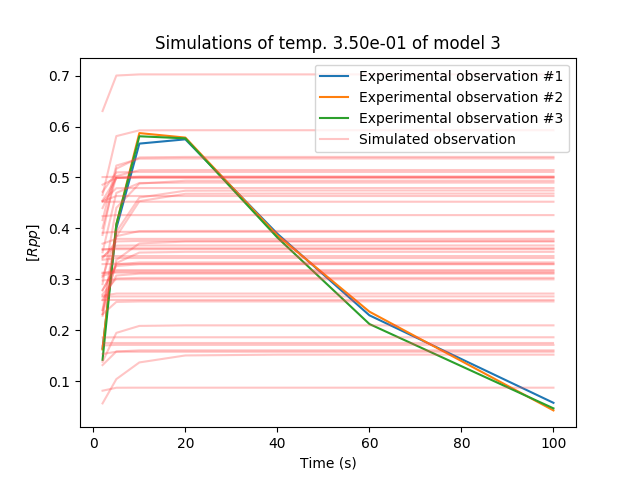 Simulations of temp. 3.50e-01 of model 3
Experimental observation #1
Experimental observation #2
Experimental observation #3
Simulated observation
0.7
0.6
0.5
0.4
0.3
0.2
0.1
[Rpp]
0 20 40 60 80 100
Time (s)